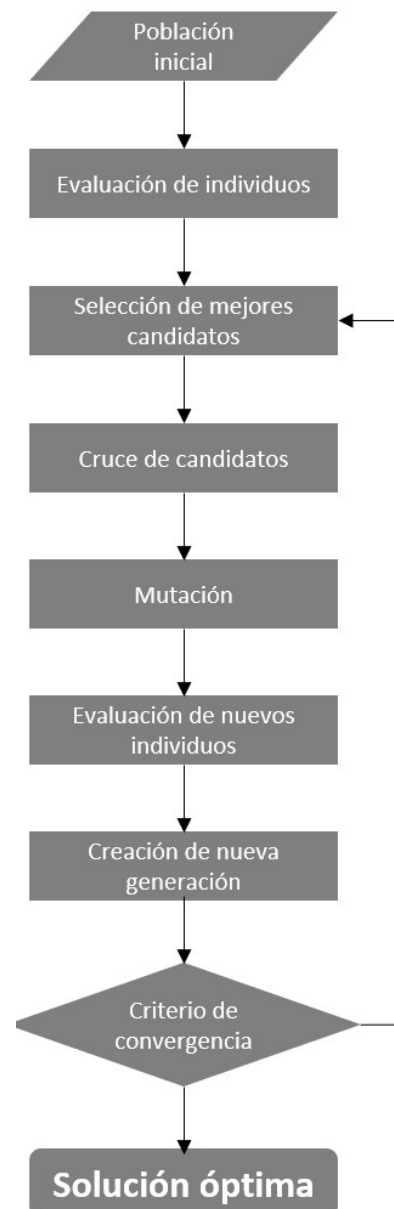 Población
inicial
Evaluación de individuos
Selección de mejores
candidatos
Cruce de candidatos
Mutación
Evaluación de nuevos
individuos
Creación de nueva
generación
Criterio de
convergencia
Solución óptima